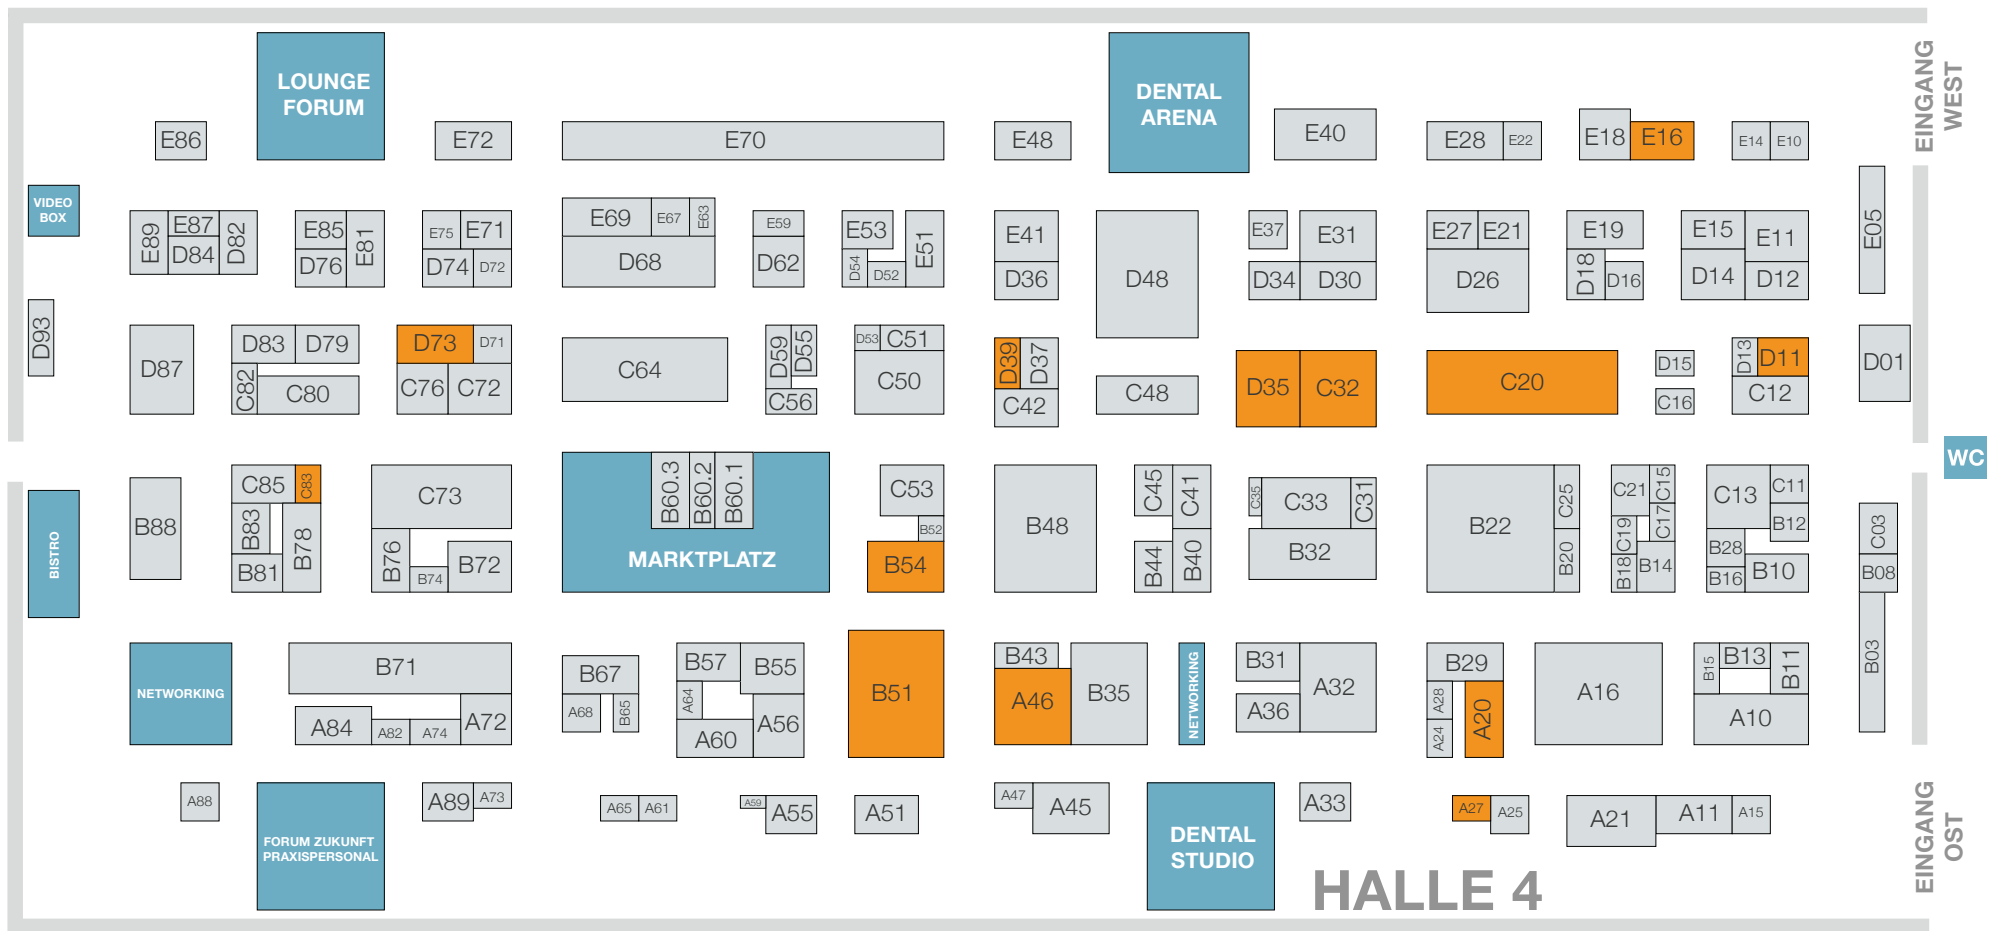 LOUNGE
FORUM
DENTAL
ARENA
EINGANG
WEST
E86
E72
E70
E48
E40
E28
E22
E18
E16
E14
E10
VIDEO
BOX
E89
E87
D84
D82
E85
D76
E81
E75
E71
D74
D72
E69
E67
E63
D68
E59
D62
E53
D54
D52
E51
E41
D36
D48
E37
E31
D34
D30
E27
E21
D26
E19
D18
D16
E15
E11
D14
D12
E05
D93
D87
D83
D79
C82
C80
D73
D71
C76
C72
C64
D59
D55
C56
D53
C51
C50
D39
D37
C42
C48
D35
C32
C20
D15
C16
D13
D11
C12
D01
WC
BISTRO
B88
C85
C83
B83
B81
B78
C73
B76
B74
B72
B60.3
B60.2
B60.1
MARKTPLATZ
C53
B52
B54
B48
C45
C41
B44
B40
C35
C33
C31
B32
B22
C25
B20
C21
C15
C19
C17
B18
B14
C13
C11
B12
B28
B16
B10
C03
B08
B03
NETWORKING
B71
A84
A82
A74
A72
B67
A68
B65
B57
B55
A64
A60
A56
B51
B43
A46
B35
NETWORKING
B31
A36
A32
B29
A28
A24
A20
A16
B15
B13
B11
A10
A88
FORUM ZUKUNFT
PRAXISPERSONAL
A89
A73
A65
A61
A59
A55
A51
A47
A45
DENTAL
STUDIO
A33
A27
A25
A21
A11
A15
EINGANG
OST
HALLE 4